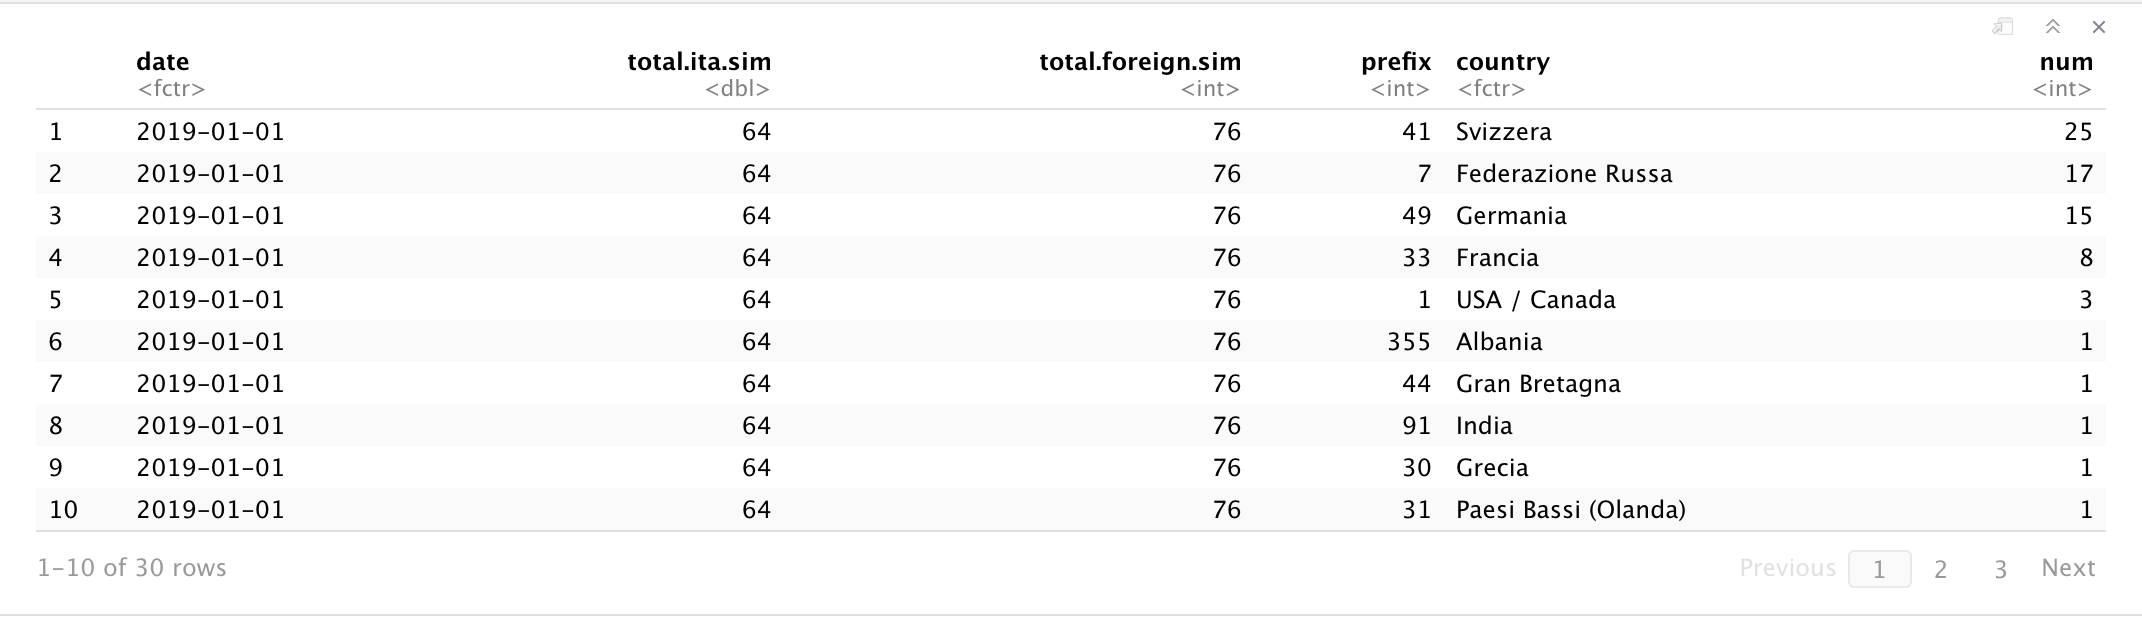 date total.ita.sim total.foreign.sim prefix country num
<fctr> <dbl> <int> <int> <fctr> <int>
1 2019-01-01 64 76 41 Svizzera 25
2 2019-01-01 64 76 7 Federazione Russa 17
3 2019-01-01 64 76 49 Germania 15
4 2019-01-01 64 76 33 Francia 8
5 2019-01-01 64 76 1 USA / Canada 3
6 2019-01-01 64 76 355 Albania 1
7 2019-01-01 64 76 44 Gran Bretagna 1
8 2019-01-01 64 76 91 India 1
9 2019-01-01 64 76 30 Grecia 1
10 2019-01-01 64 76 31 Paesi Bassi (Olanda) 1
1-10 of 30 rows Previous 1 2 3 Next